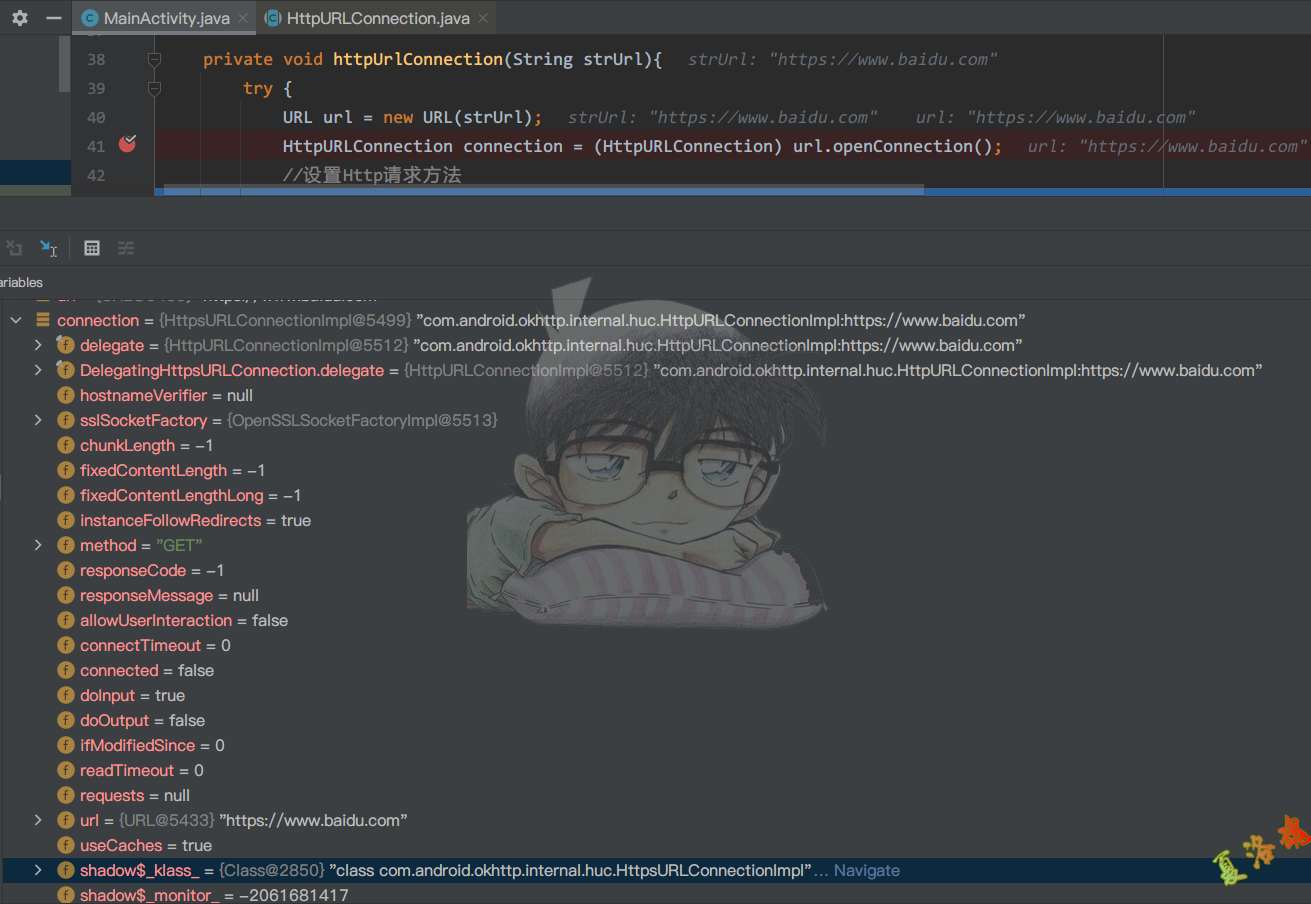 MainActivity.java HttpURLConnection.java
38 private void httpUrlConnection(String strUrl){ strUrl: "https://www.baidu.com"
39 try {
40 URL url = new URL(strUrl); strUrl: "https://www.baidu.com" url: "https://www.baidu.com"
41 HttpURLConnection connection = (HttpURLConnection) url.openConnection(); url: "https://www.baidu.com"
42 //设置Http请求方法
ariables
connection = {HttpsURLConnectionImpl@5499} "com.android.okhttp.internal.huc.HttpURLConnectionImpl:https://www.baidu.com"
delegate = {HttpURLConnectionImpl@5512} "com.android.okhttp.internal.huc.HttpURLConnectionImpl:https://www.baidu.com"
DelegatingHttpsURLConnection.delegate = {HttpURLConnectionImpl@5512} "com.android.okhttp.internal.huc.HttpURLConnectionImpl:https://www.baidu.com"
hostnameVerifier = null
sslSocketFactory = {OpenSSLSocketFactoryImpl@5513}
chunkLength = -1
fixedContentLength = -1
fixedContentLengthLong = -1
instanceFollowRedirects = true
method = "GET"
responseCode = -1
responseMessage = null
allowUserInteraction = false
connectTimeout = 0
connected = false
doInput = true
doOutput = false
ifModifiedSince = 0
readTimeout = 0
requests = null
url = {URL@5433} "https://www.baidu.com"
useCaches = true
shadow$_klass_ = {Class@2850} "class com.android.okhttp.internal.huc.HttpsURLConnectionImpl" ... Navigate
shadow$_monitor_ = -2061681417
夏洛